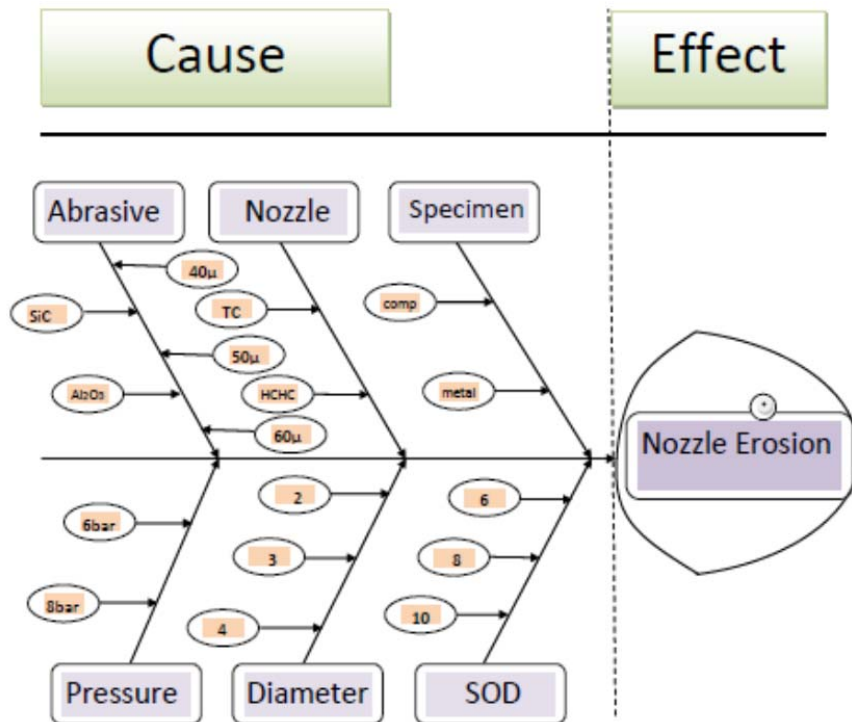 Cause
Effect
Abrasive
Nozzle
Specimen
40µ
SiC
TC
comp
50µ
Al₂O₃
HCHC
metal
60µ
Nozzle Erosion
2
6
6bar
3
8
8bar
4
10
Pressure
Diameter
SOD